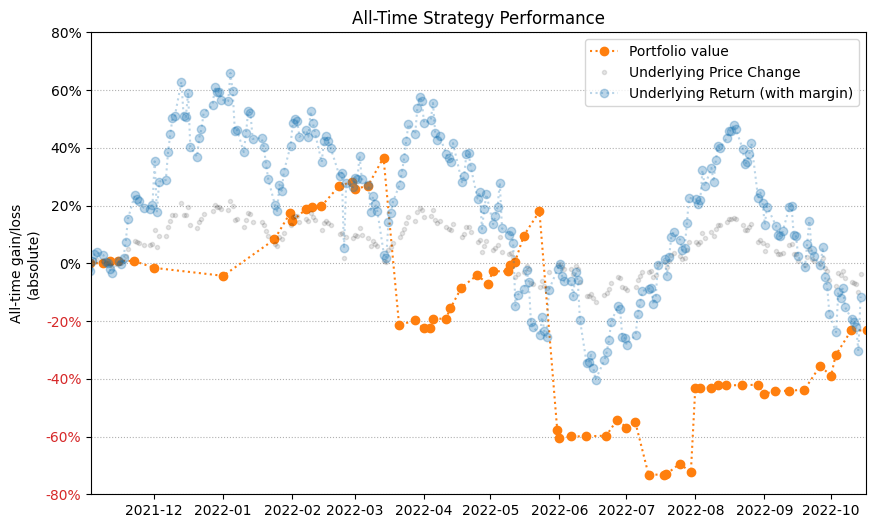 All-Time Strategy Performance
80%
60%
40%
20%
0%
-20%
-40%
-60%
-80%
All-time gain/loss
(absolute)
Portfolio value
Underlying Price Change
Underlying Return (with margin)
2021-12 2022-01 2022-02 2022-03 2022-04 2022-05 2022-06 2022-07 2022-08 2022-09 2022-10